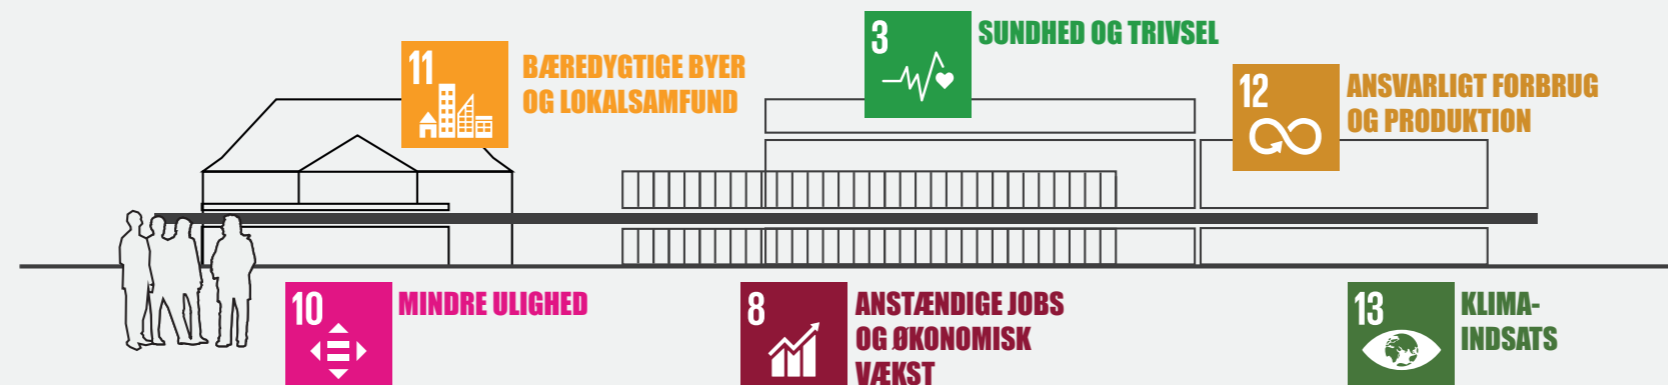 11
BÆREDYGTIGE BYER
OG LOKALSAMFUND
3
SUNDHED OG TRIVSEL
12
ANSVARLIGT FORBRUG
OG PRODUKTION
10
MINDRE ULIGHED
8
ANSTÆNDIGE JOBS
OG ØKONOMISK
VÆKST
13
KLIMA-
INDSATS